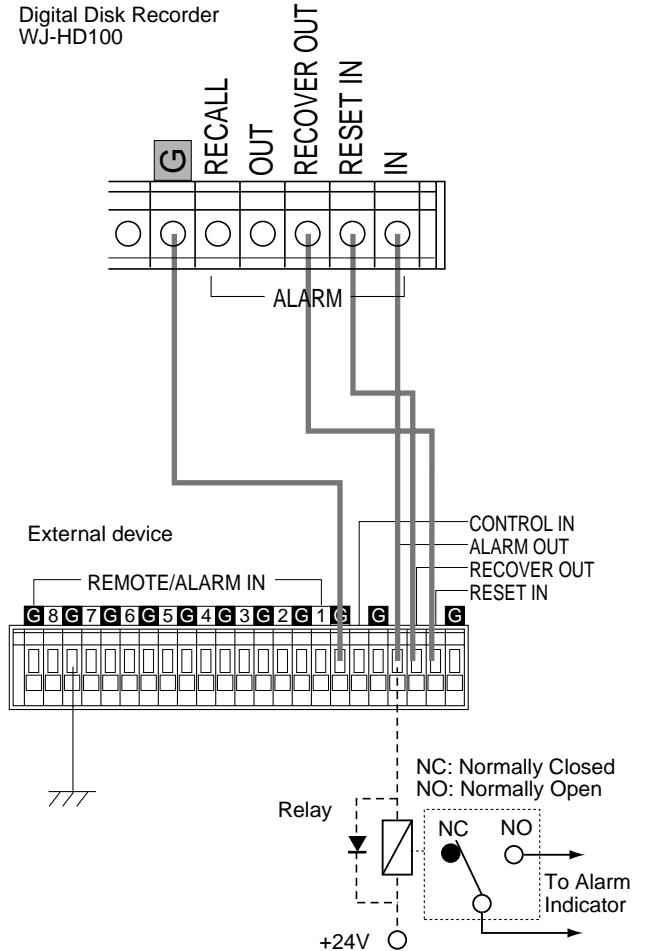 Digital Disk Recorder
WJ-HD100
G
RECALL
OUT
RECOVER OUT
RESET IN
IN
ALARM
External device
CONTROL IN
ALARM OUT
RECOVER OUT
RESET IN
REMOTE/ALARM IN
G 8 G 7 G 6 G 5 G 4 G 3 G 2 G 1 G G G
NC: Normally Closed
NO: Normally Open
Relay
NC NO
To Alarm
Indicator
+24V